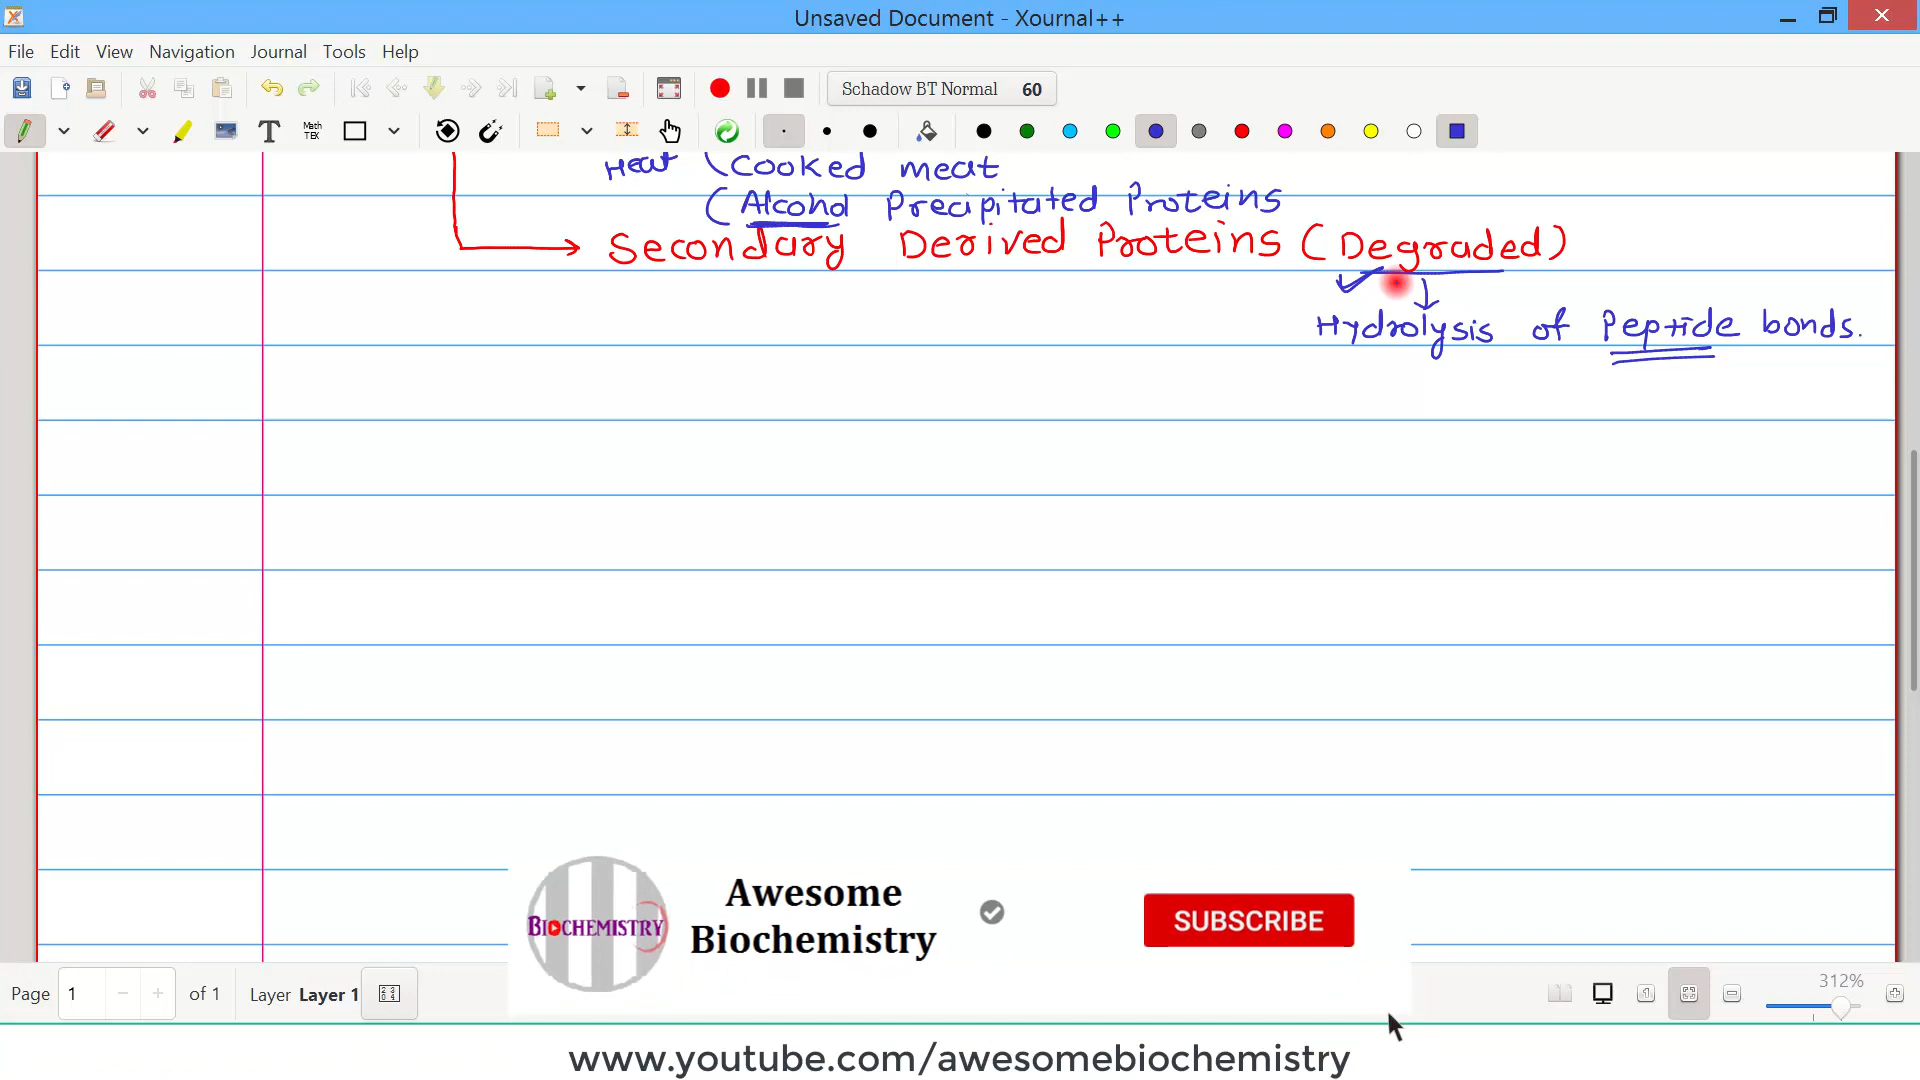 Unsaved Document - Xournal++
File Edit View Navigation Journal Tools Help
Schadow BT Normal 60
T Math TEX
Heat (Cooked meat
(Alcohol Precipitated Proteins
Secondary Derived Proteins (Degraded)
Hydrolysis of Peptide bonds.
BIOCHEMISTRY
Awesome
Biochemistry
SUBSCRIBE
Page 1 of 1 Layer Layer 1
312%
www.youtube.com/awesomebiochemistry